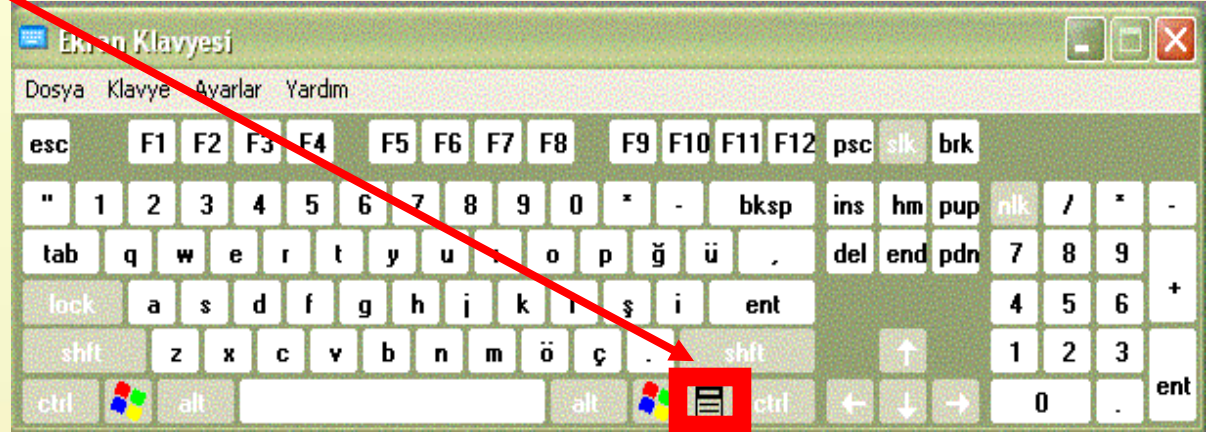 Ekran Klavyesi
Dosya Klavye Ayarlar Yardım
esc F1 F2 F3 F4 F5 F6 F7 F8 F9 F10 F11 F12 psc slk brk
" 1 2 3 4 5 6 7 8 9 0 * - bksp ins hm pup nlk / * -
tab q w e r t y u o p ğ ü , del end pdn 7 8 9 +
lock a s d f g h j k l ş i ent 4 5 6
shft z x c v b n m ö ç . shft ↑ 1 2 3 ent
ctrl alt alt ctrl ← ↓ → 0 .